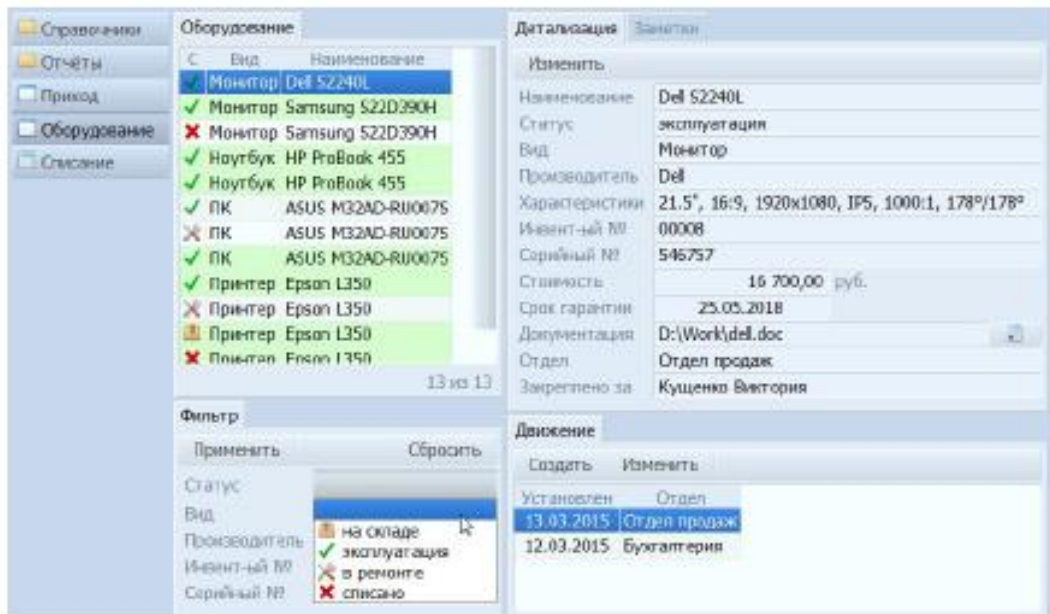 Справочники
Отчёты
Приход
Оборудование
Списание
Оборудование
С Вид Наименование
Монитор Dell S2240L
Монитор Samsung S22D390H
Монитор Samsung S22D390H
Ноутбук HP ProBook 455
Ноутбук HP ProBook 455
ПК ASUS M32AD-RU007S
ПК ASUS M32AD-RU007S
ПК ASUS M32AD-RU007S
Принтер Epson L350
Принтер Epson L350
Принтер Epson L350
Принтер Epson L350
13 из 13
Фильтр
Применить Сбросить
Статус
Вид
Производитель
Инвент-ый №
Серийный №
на складе
эксплуатация
в ремонте
списано
Детализация Заметки
Изменить
Наименование Dell S2240L
Статус эксплуатация
Вид Монитор
Производитель Dell
Характеристики 21.5", 16:9, 1920x1080, IPS, 1000:1, 178°/178°
Инвент-ый № 00008
Серийный № 546757
Стоимость 16 700,00 руб.
Срок гарантии 25.05.2018
Документация D:\Work\dell.doc
Отдел Отдел продаж
Закреплено за Кущенко Виктория
Движение
Создать Изменить
Установлен Отдел
13.03.2015 Отдел продаж
12.03.2015 Бухгалтерия